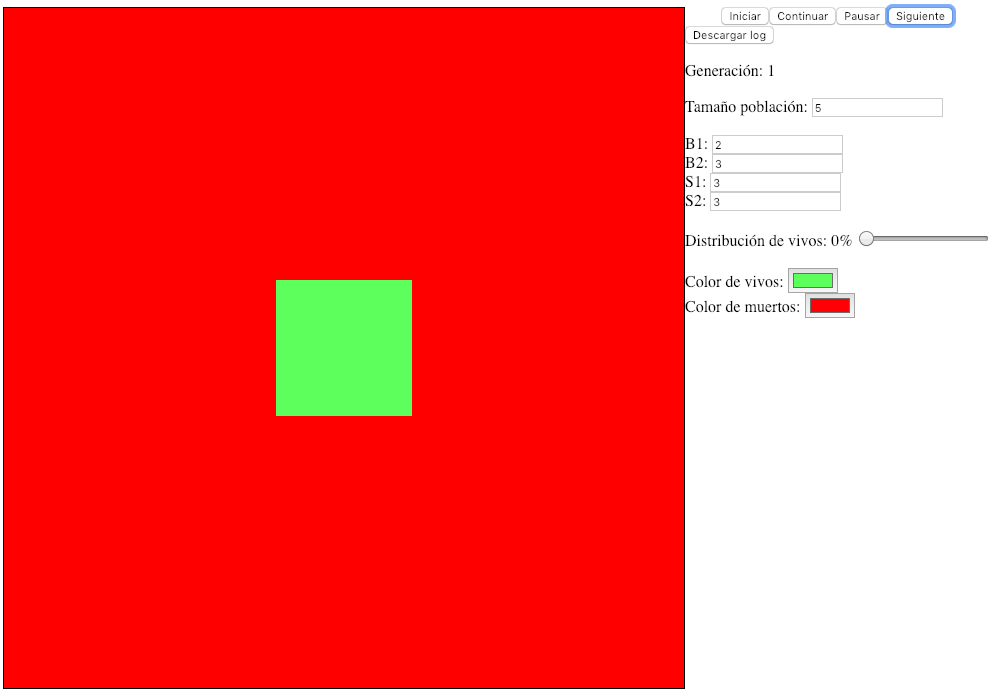 Iniciar Continuar Pausar Siguiente
Descargar log
Generación: 1
Tamaño población: 5
B1: 2
B2: 3
S1: 3
S2: 3
Distribución de vivos: 0%
Color de vivos:
Color de muertos: